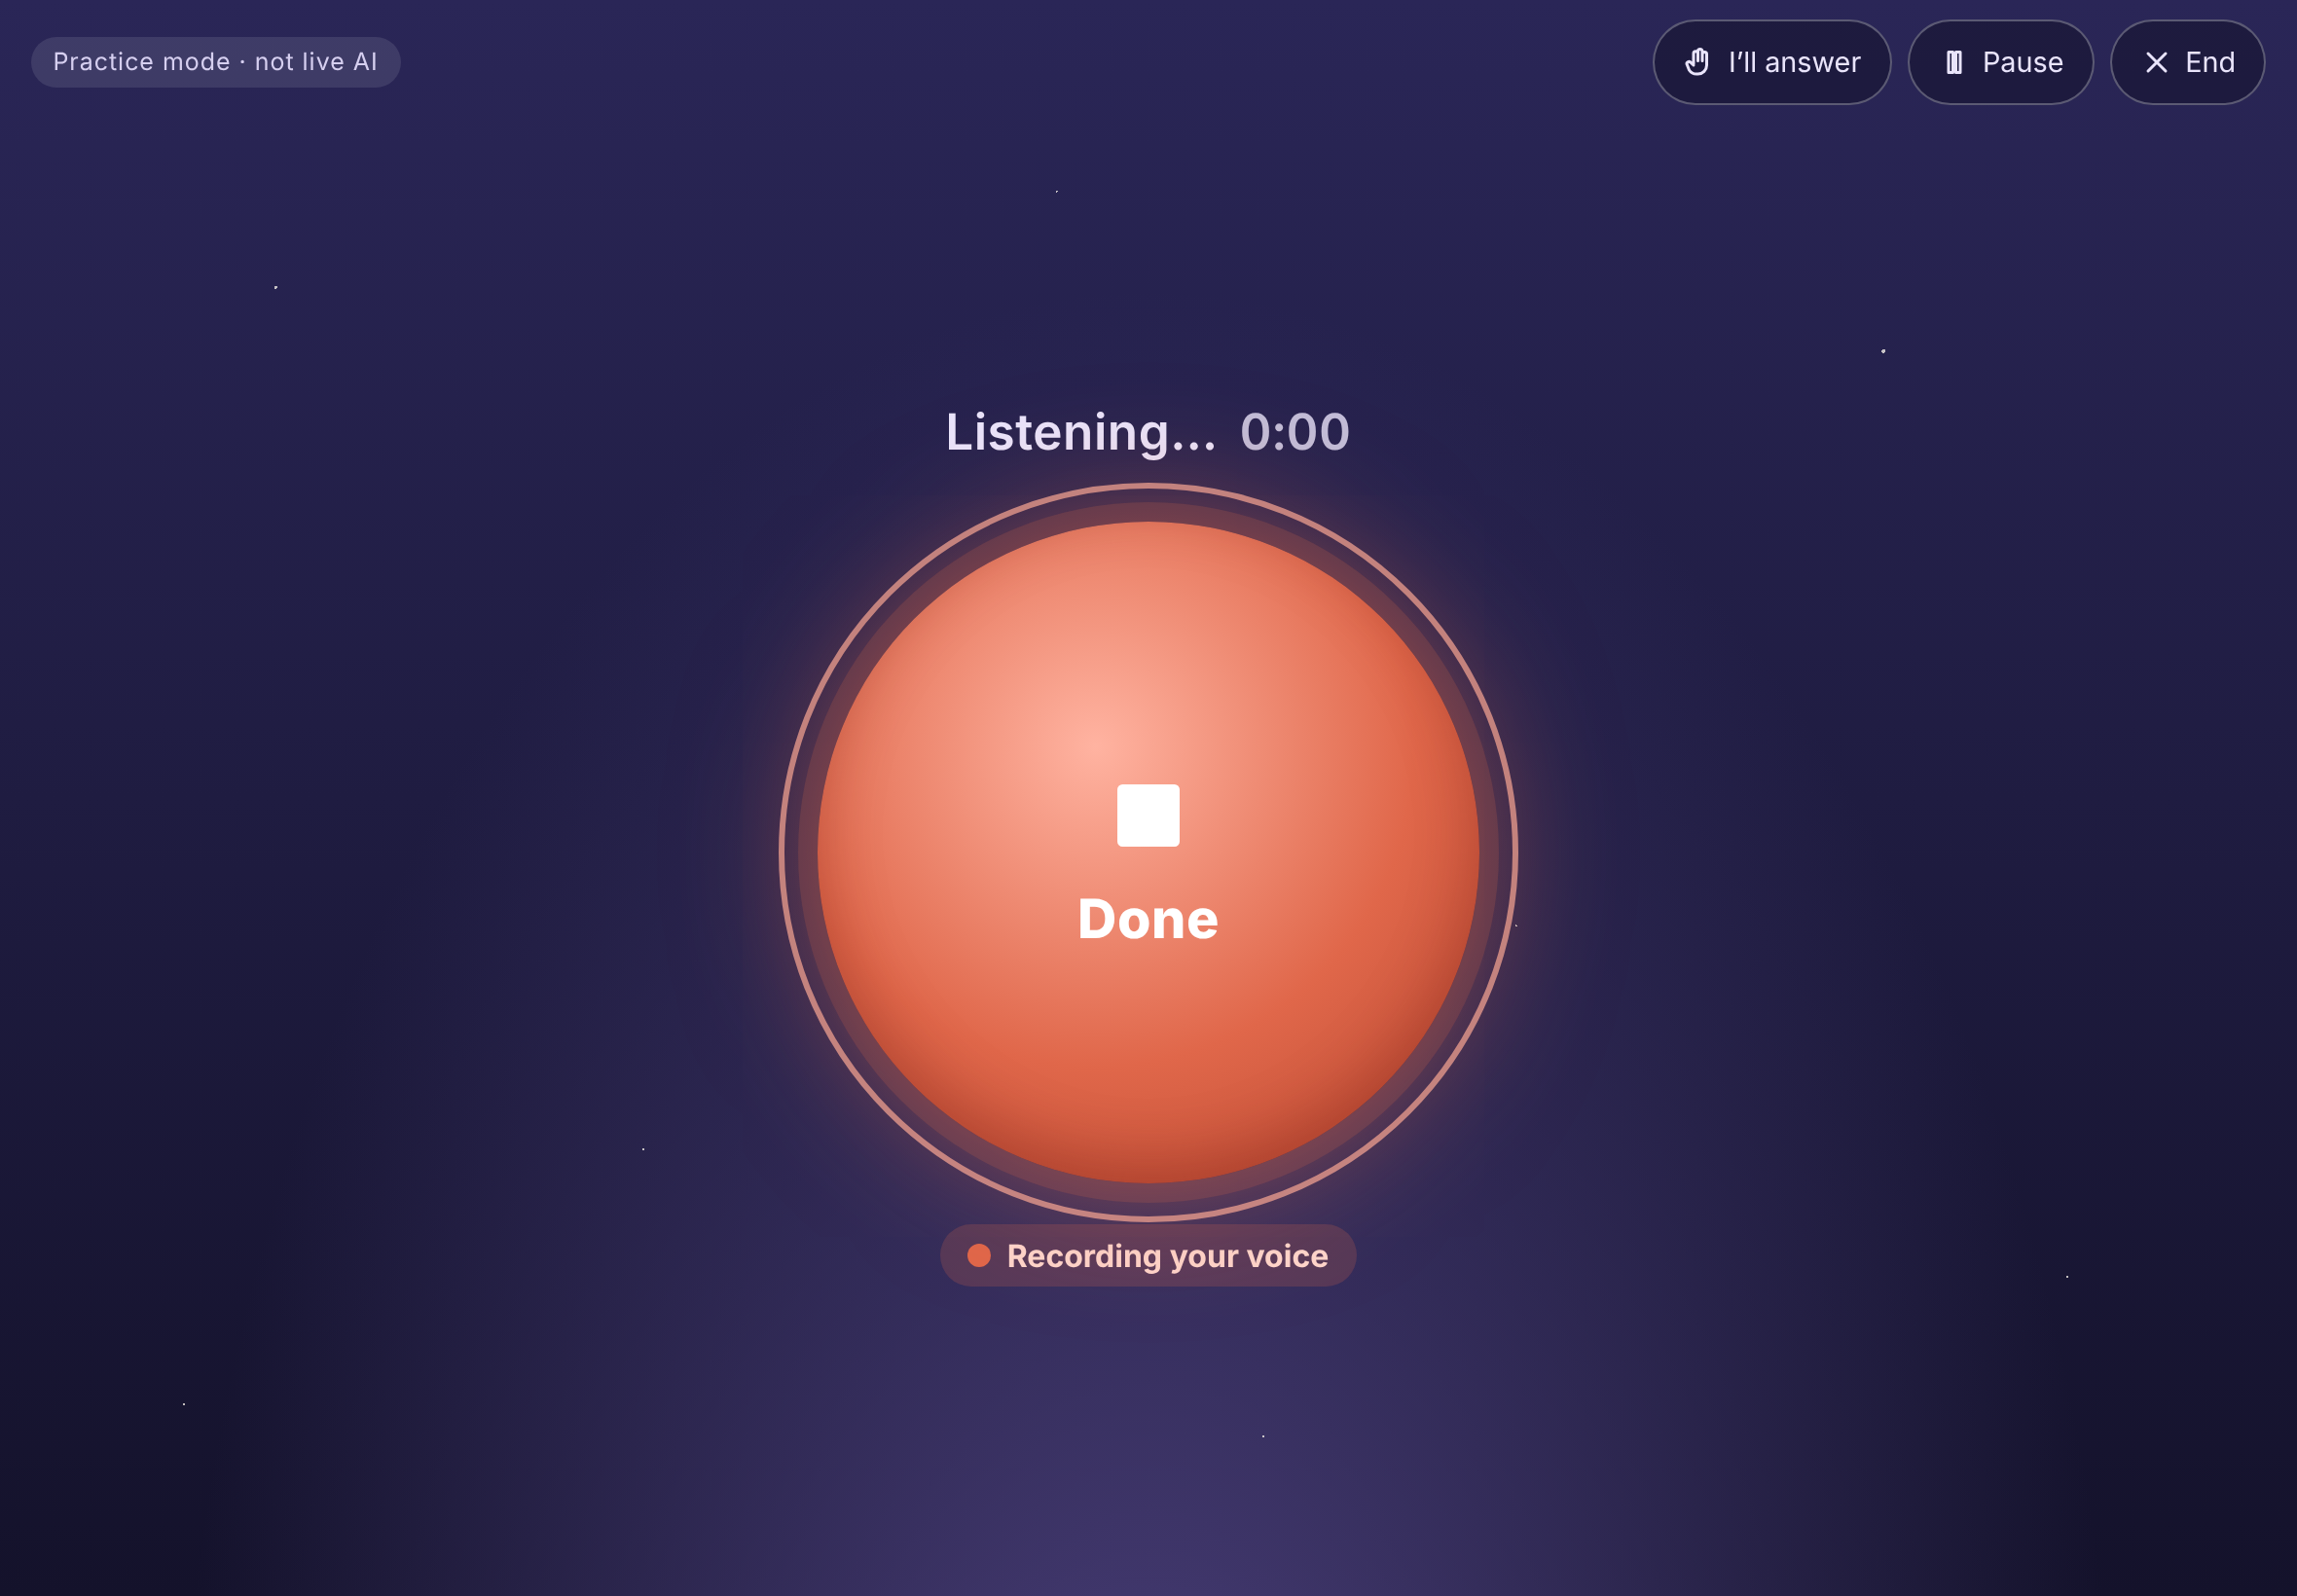 Practice mode · not live AI
I’ll answer
Pause
End
Listening... 0:00
Done
Recording your voice